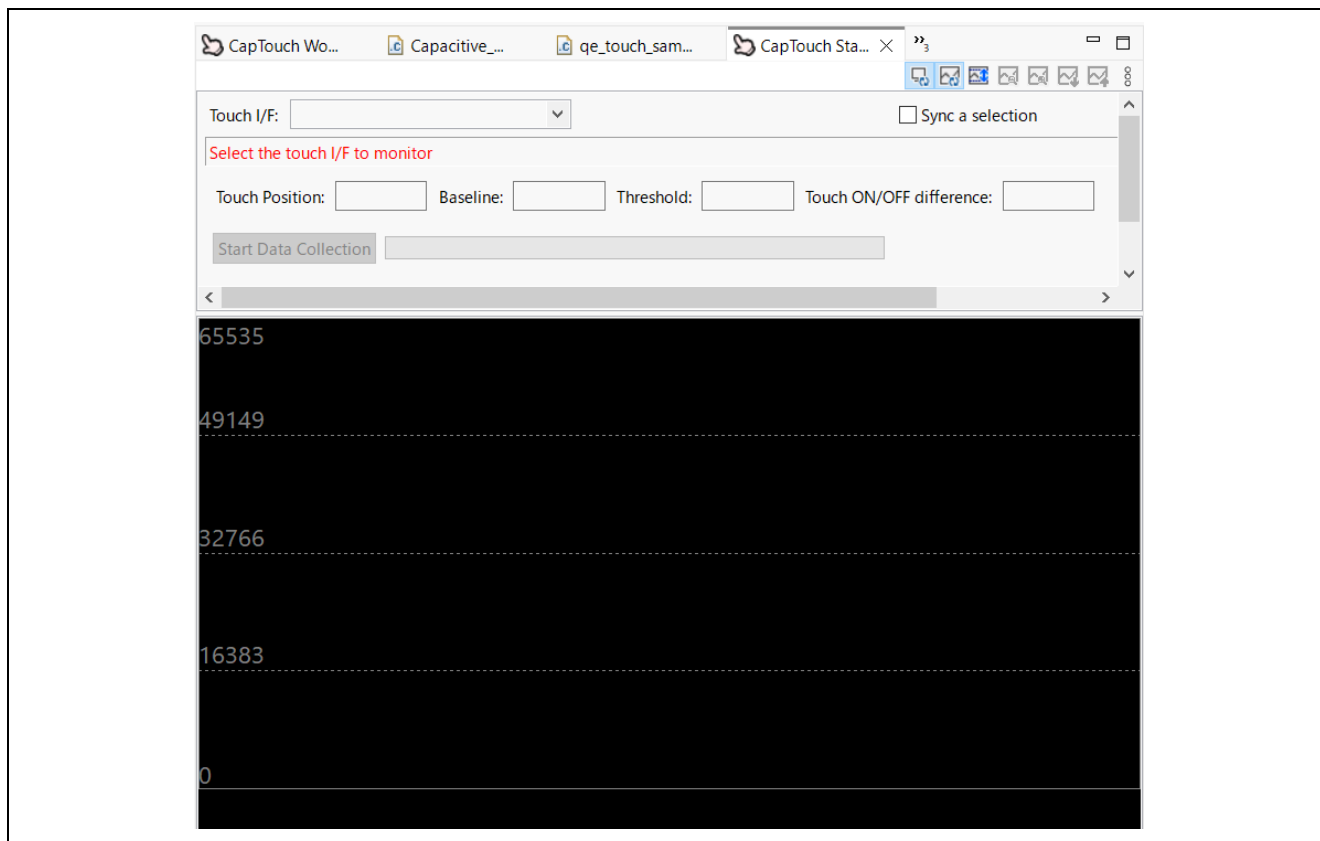 CapTouch Wo... Capacitive_... qe_touch_sam... CapTouch Sta... 3
Touch I/F: Sync a selection
Select the touch I/F to monitor
Touch Position: Baseline: Threshold: Touch ON/OFF difference:
Start Data Collection
65535
49149
32766
16383
0